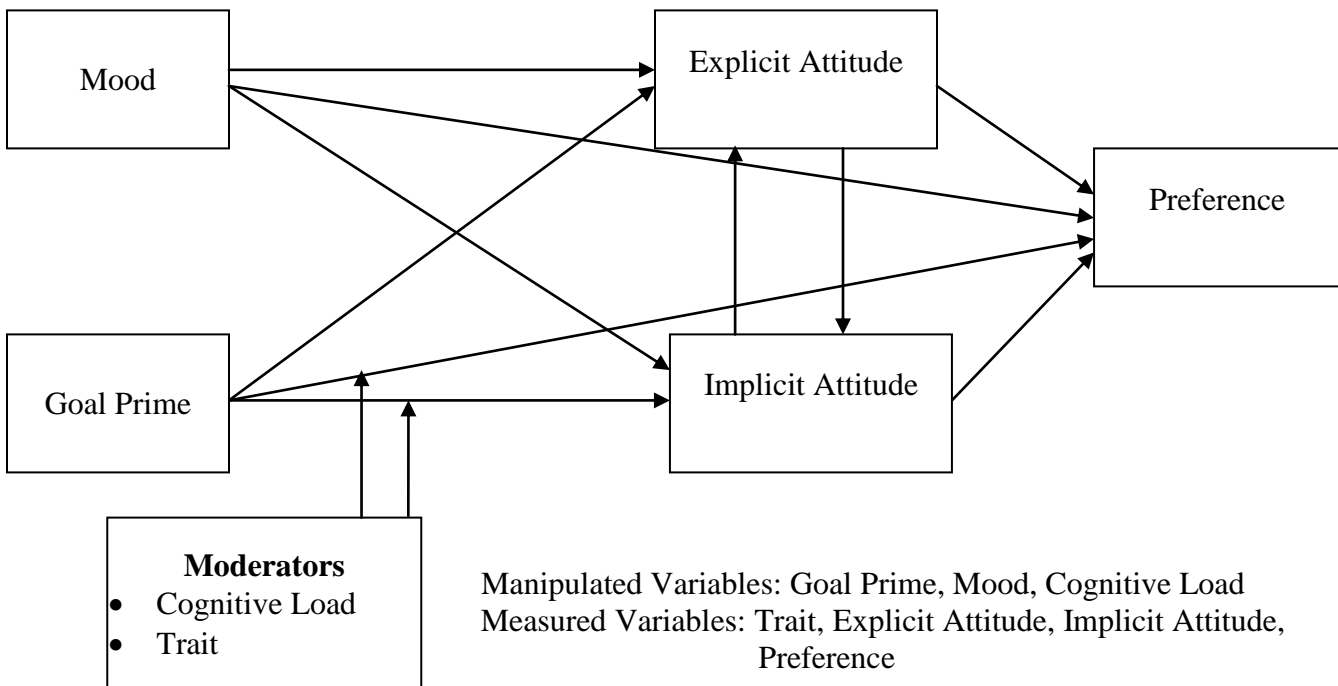 Mood
Explicit Attitude
Preference
Goal Prime
Implicit Attitude
Moderators
• Cognitive Load
• Trait
Manipulated Variables: Goal Prime, Mood, Cognitive Load
Measured Variables: Trait, Explicit Attitude, Implicit Attitude,
Preference